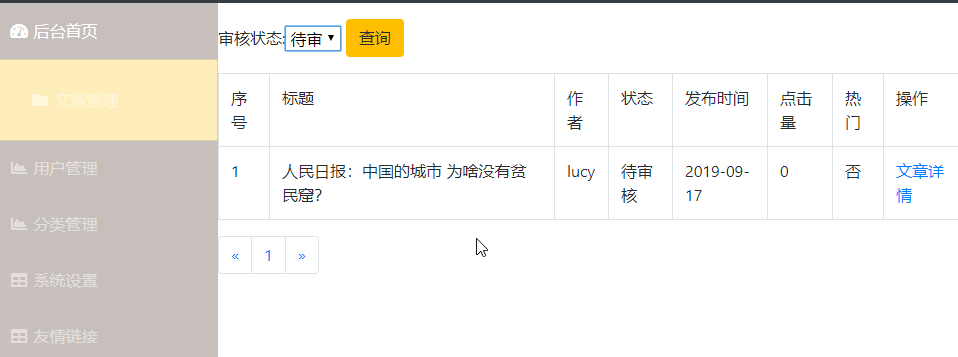 后台首页
文章管理
用户管理
分类管理
系统设置
友情链接
审核状态:待审 查询
序号 标题 作者 状态 发布时间 点击量 热门 操作
1 人民日报：中国的城市 为啥没有贫民窟? lucy 待审核 2019-09-17 0 否 文章详情
« 1 »